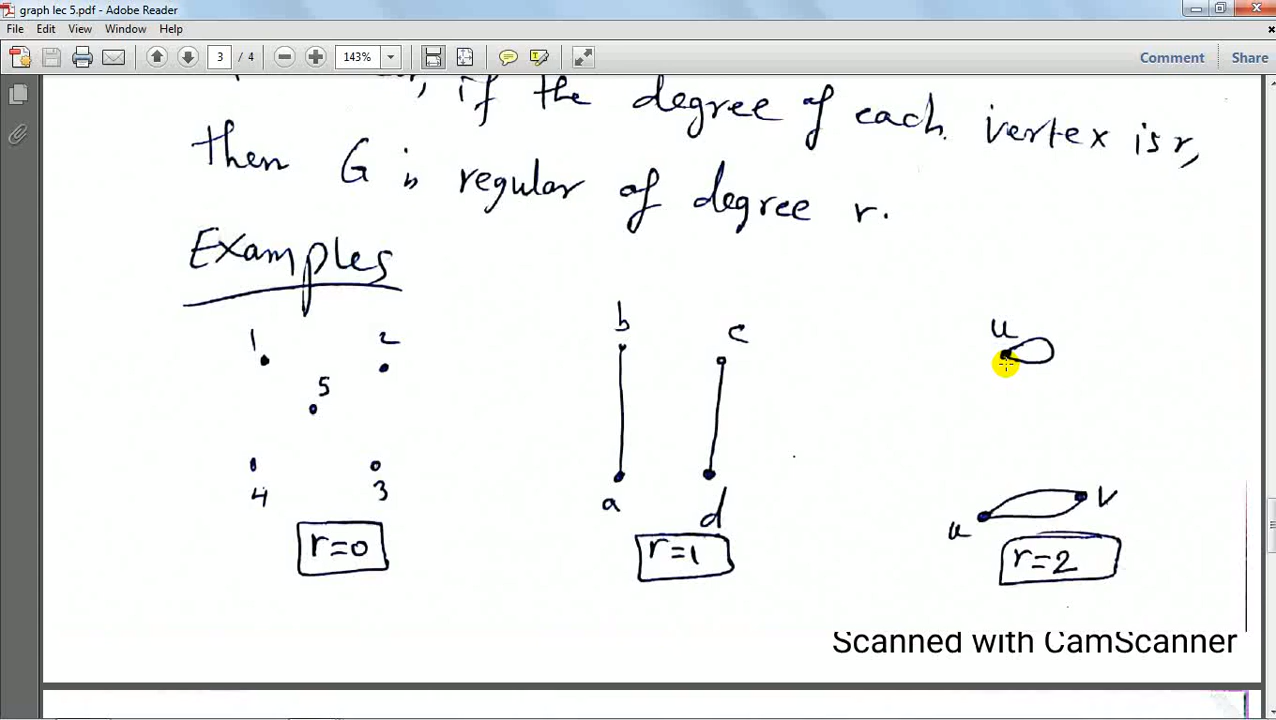 graph lec 5.pdf - Adobe Reader
File Edit View Window Help
3 / 4 143% Comment Share
, if the degree of each vertex is r,
then G is regular of degree r.
Examples
b
1 2 c u
5
4 3 a d u v
r=0 r=1 r=2
Scanned with CamScanner